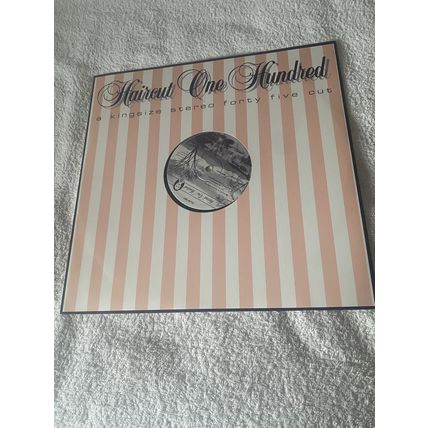 Haircut One Hundred
a kingsize stereo forty five cut